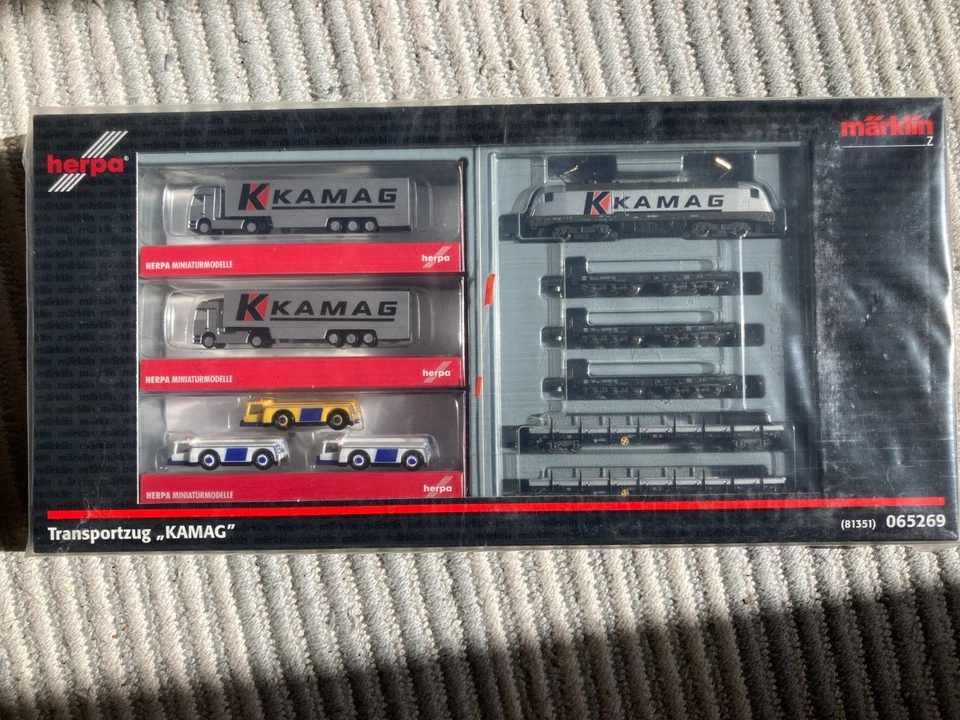 herpa®
märklin
Z
KAMAG
HERPA MINIATURMODELLE herpa
KAMAG
HERPA MINIATURMODELLE herpa
HERPA MINIATURMODELLE herpa
KAMAG
Transportzug „KAMAG”
(81351) 065269